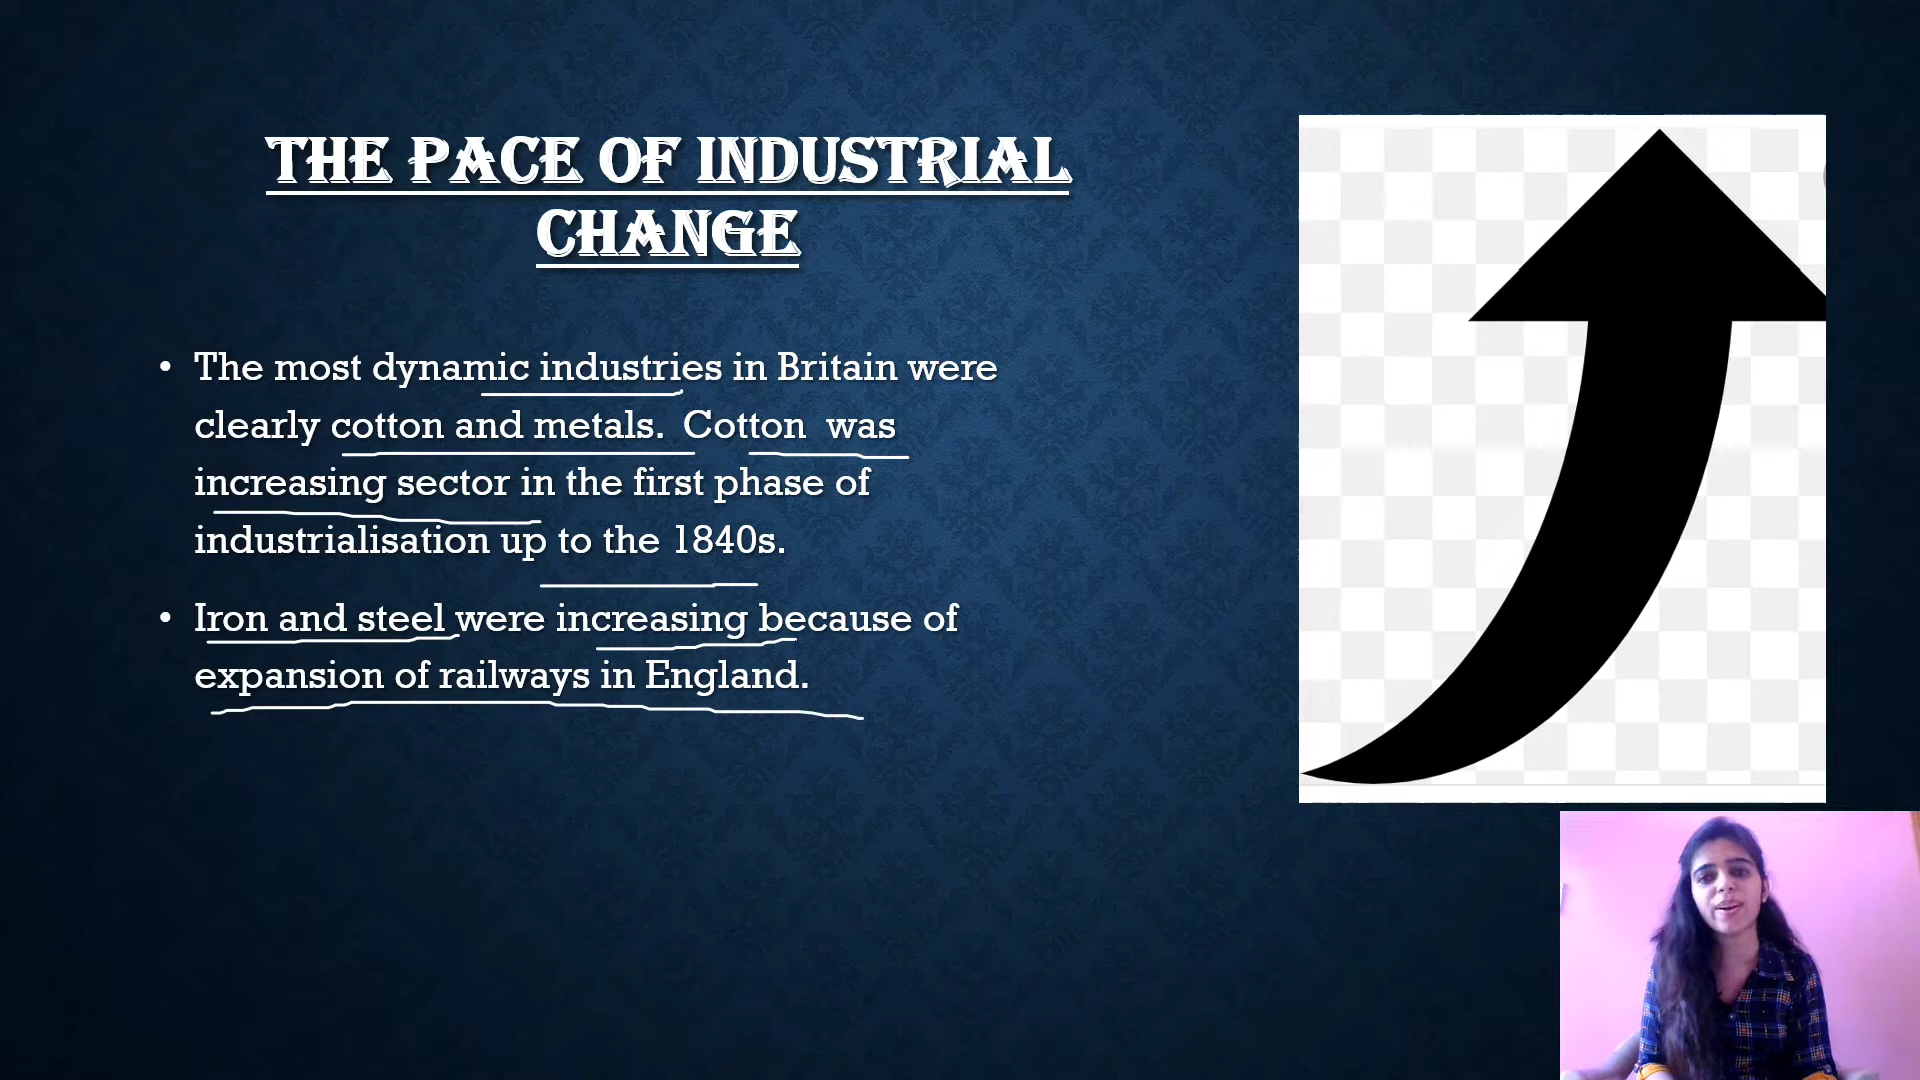 THE PACE OF INDUSTRIAL
CHANGE
• The most dynamic industries in Britain were
clearly cotton and metals. Cotton was
increasing sector in the first phase of
industrialisation up to the 1840s.
• Iron and steel were increasing because of
expansion of railways in England.